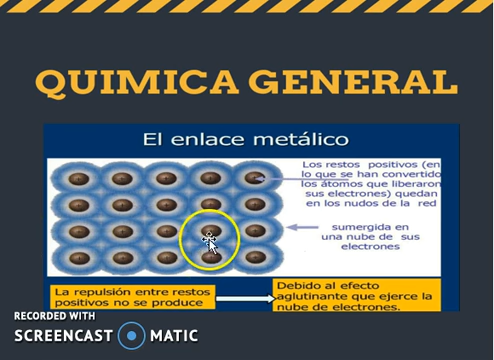 QUIMICA GENERAL
El enlace metálico
Los restos positivos (en
lo que se han convertido
los átomos que liberaron
sus electrones) quedan
en los nudos de la red
sumergida en
una nube de sus
electrones
La repulsión entre restos
positivos no se produce
Debido al efecto
aglutinante que ejerce la
nube de electrones.
RECORDED WITH
SCREENCAST MATIC